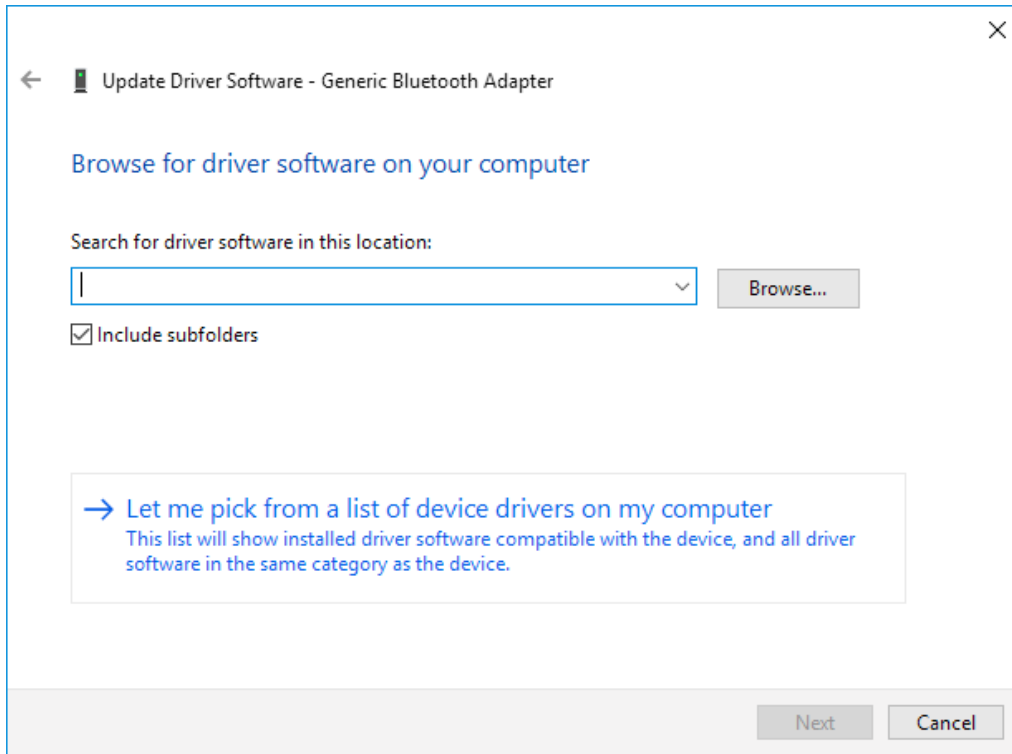 Update Driver Software - Generic Bluetooth Adapter
Browse for driver software on your computer
Search for driver software in this location:
Browse...
Include subfolders
Let me pick from a list of device drivers on my computer
This list will show installed driver software compatible with the device, and all driver
software in the same category as the device.
Next
Cancel